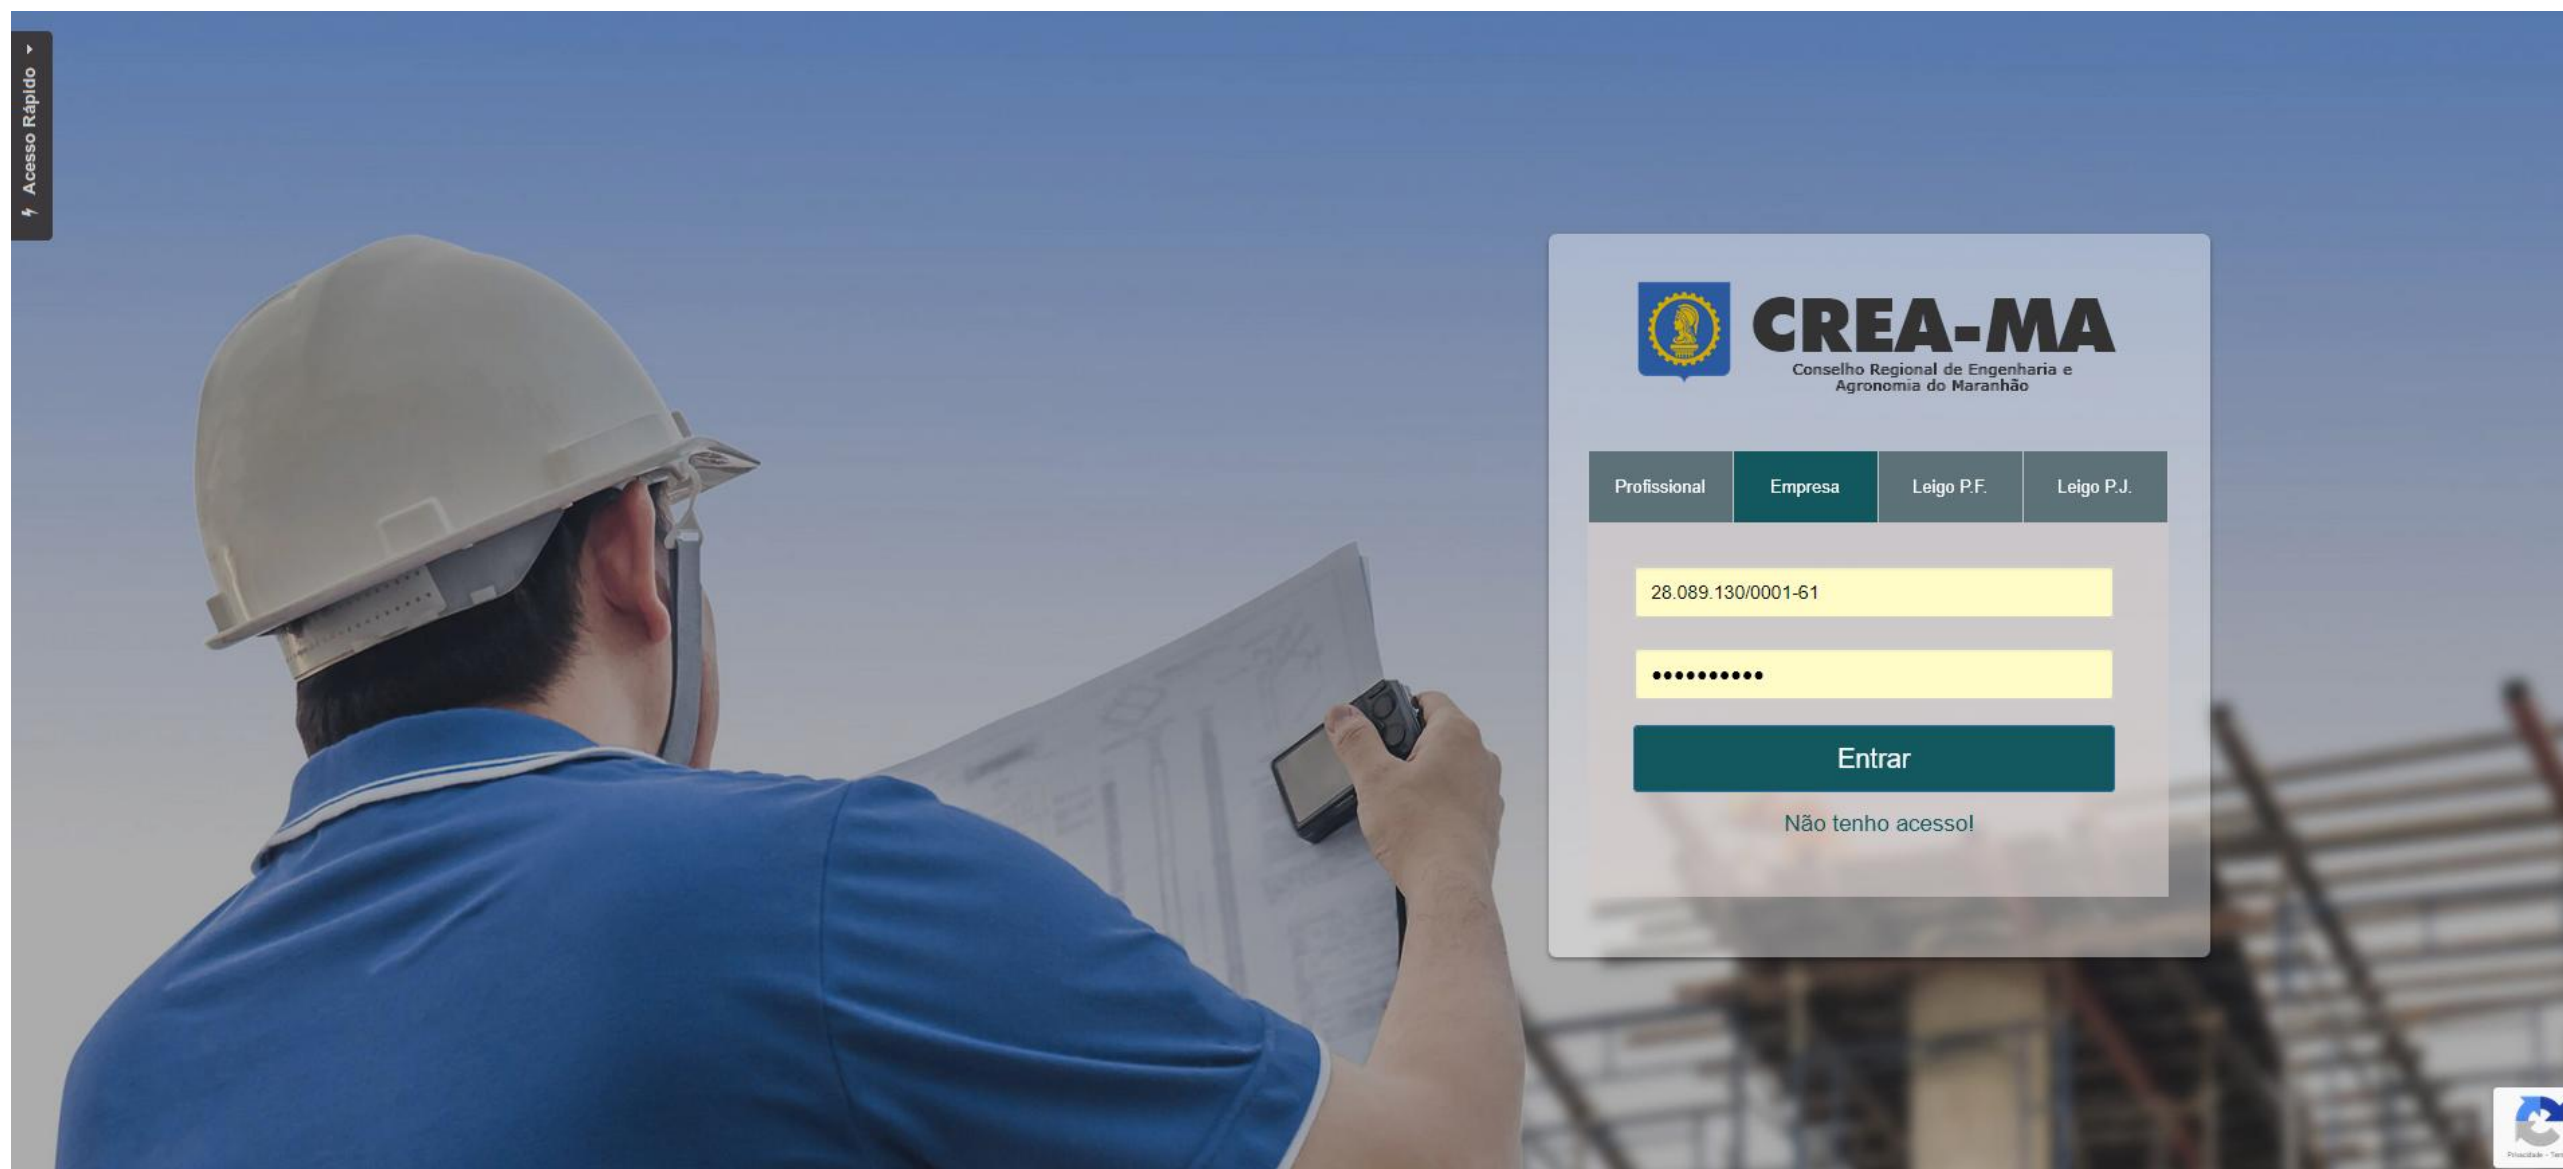 Acesso Rápido
CREA-MA
Conselho Regional de Engenharia e
Agronomia do Maranhão
Profissional
Empresa
Leigo P.F.
Leigo P.J.
28.089.130/0001-61
••••••••••
Entrar
Não tenho acesso!
Privacidade -